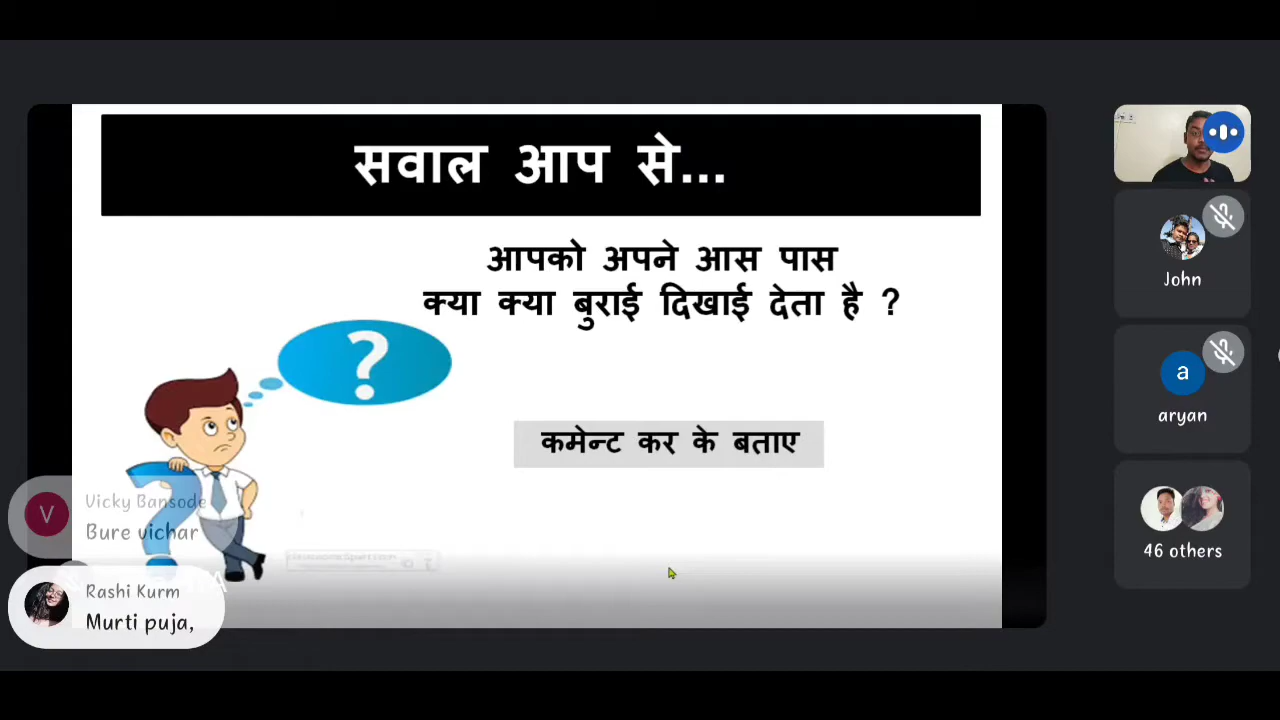 सवाल आप से...
आपको अपने आस पास
क्या क्या बुराई दिखाई देता है ?
कमेन्ट कर के बताए
?
V
Vicky Bansode
Bure vichar
Rashi Kurm
Murti puja,
John
a
aryan
46 others